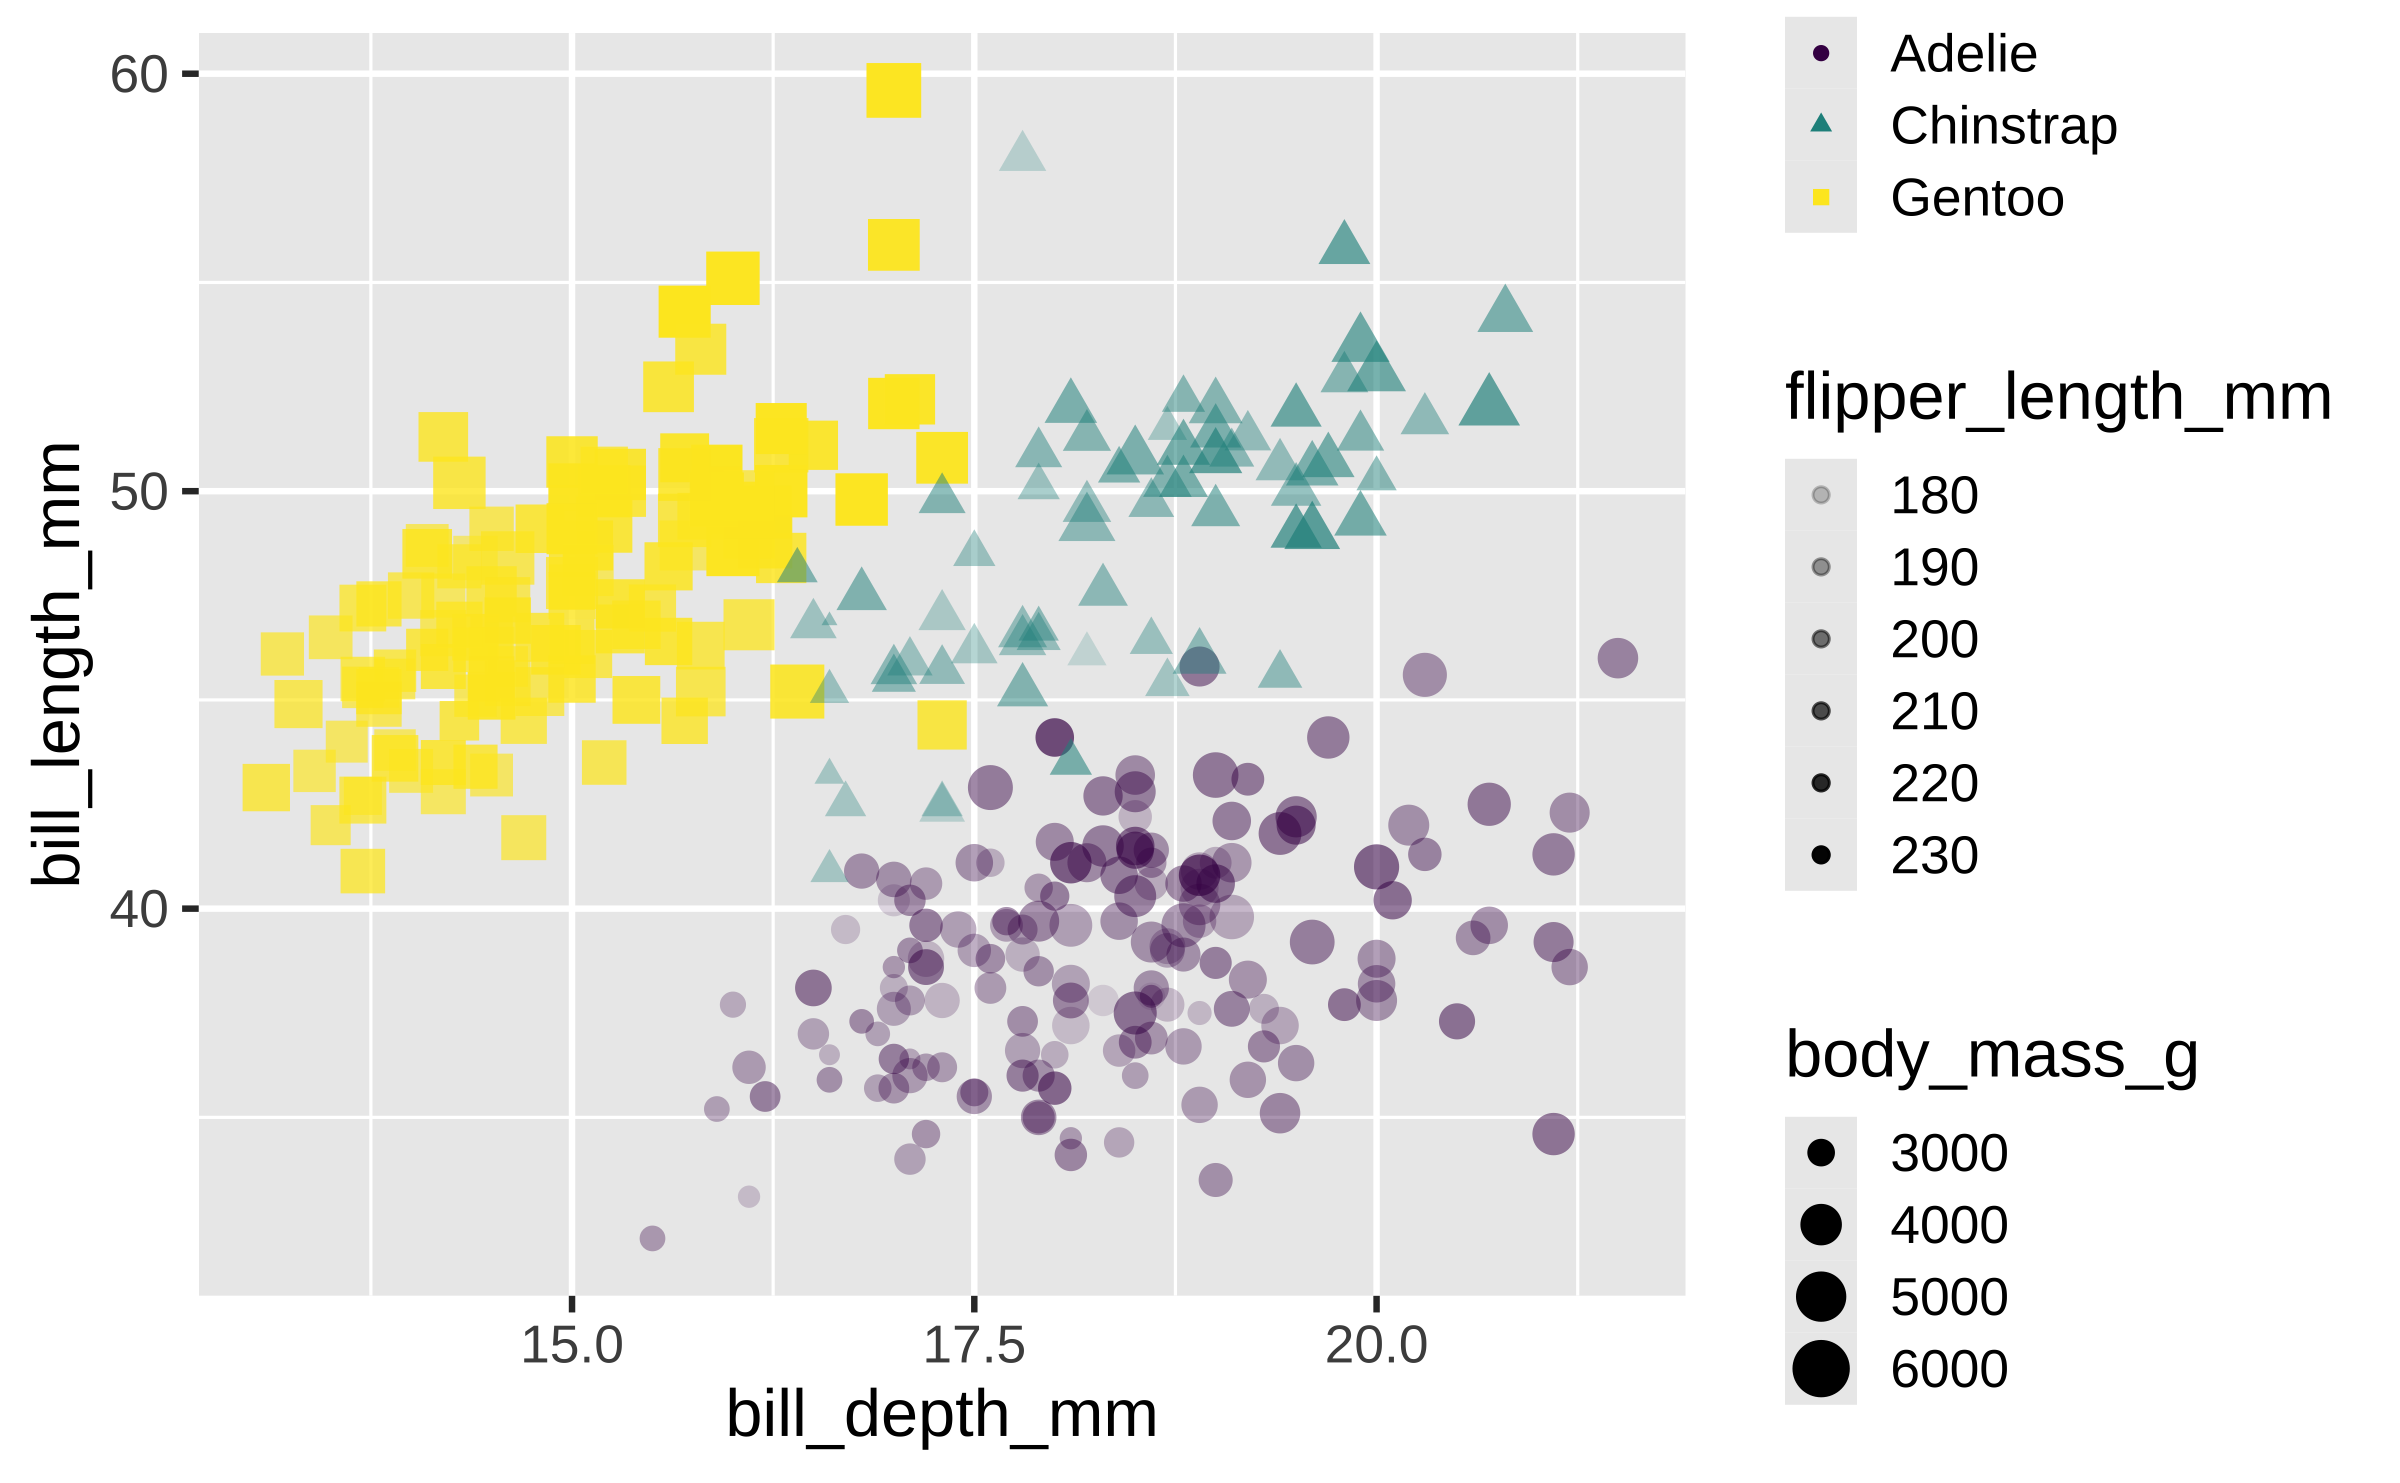 60
50
40
15.0
17.5
20.0
bill_depth_mm
bill_length_mm
Adelie
Chinstrap
Gentoo
flipper_length_mm
180
190
200
210
220
230
body_mass_g
3000
4000
5000
6000